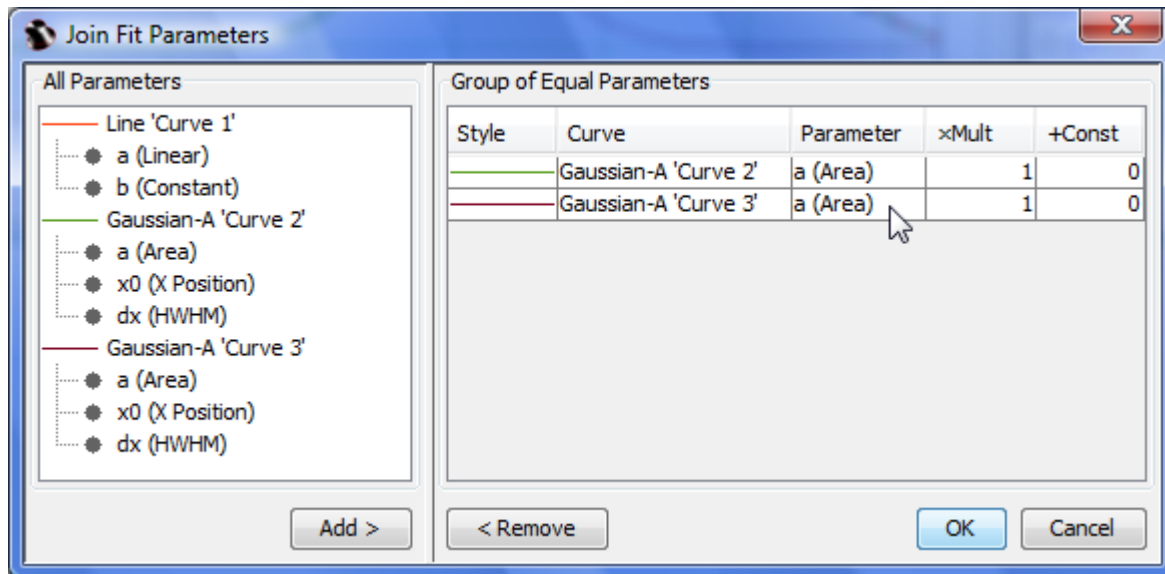 Join Fit Parameters
All Parameters
Line 'Curve 1'
a (Linear)
b (Constant)
Gaussian-A 'Curve 2'
a (Area)
x0 (X Position)
dx (HWHM)
Gaussian-A 'Curve 3'
a (Area)
x0 (X Position)
dx (HWHM)
Add >
Group of Equal Parameters
Style Curve Parameter ×Mult +Const
Gaussian-A 'Curve 2' a (Area) 1 0
Gaussian-A 'Curve 3' a (Area) 1 0
< Remove OK Cancel